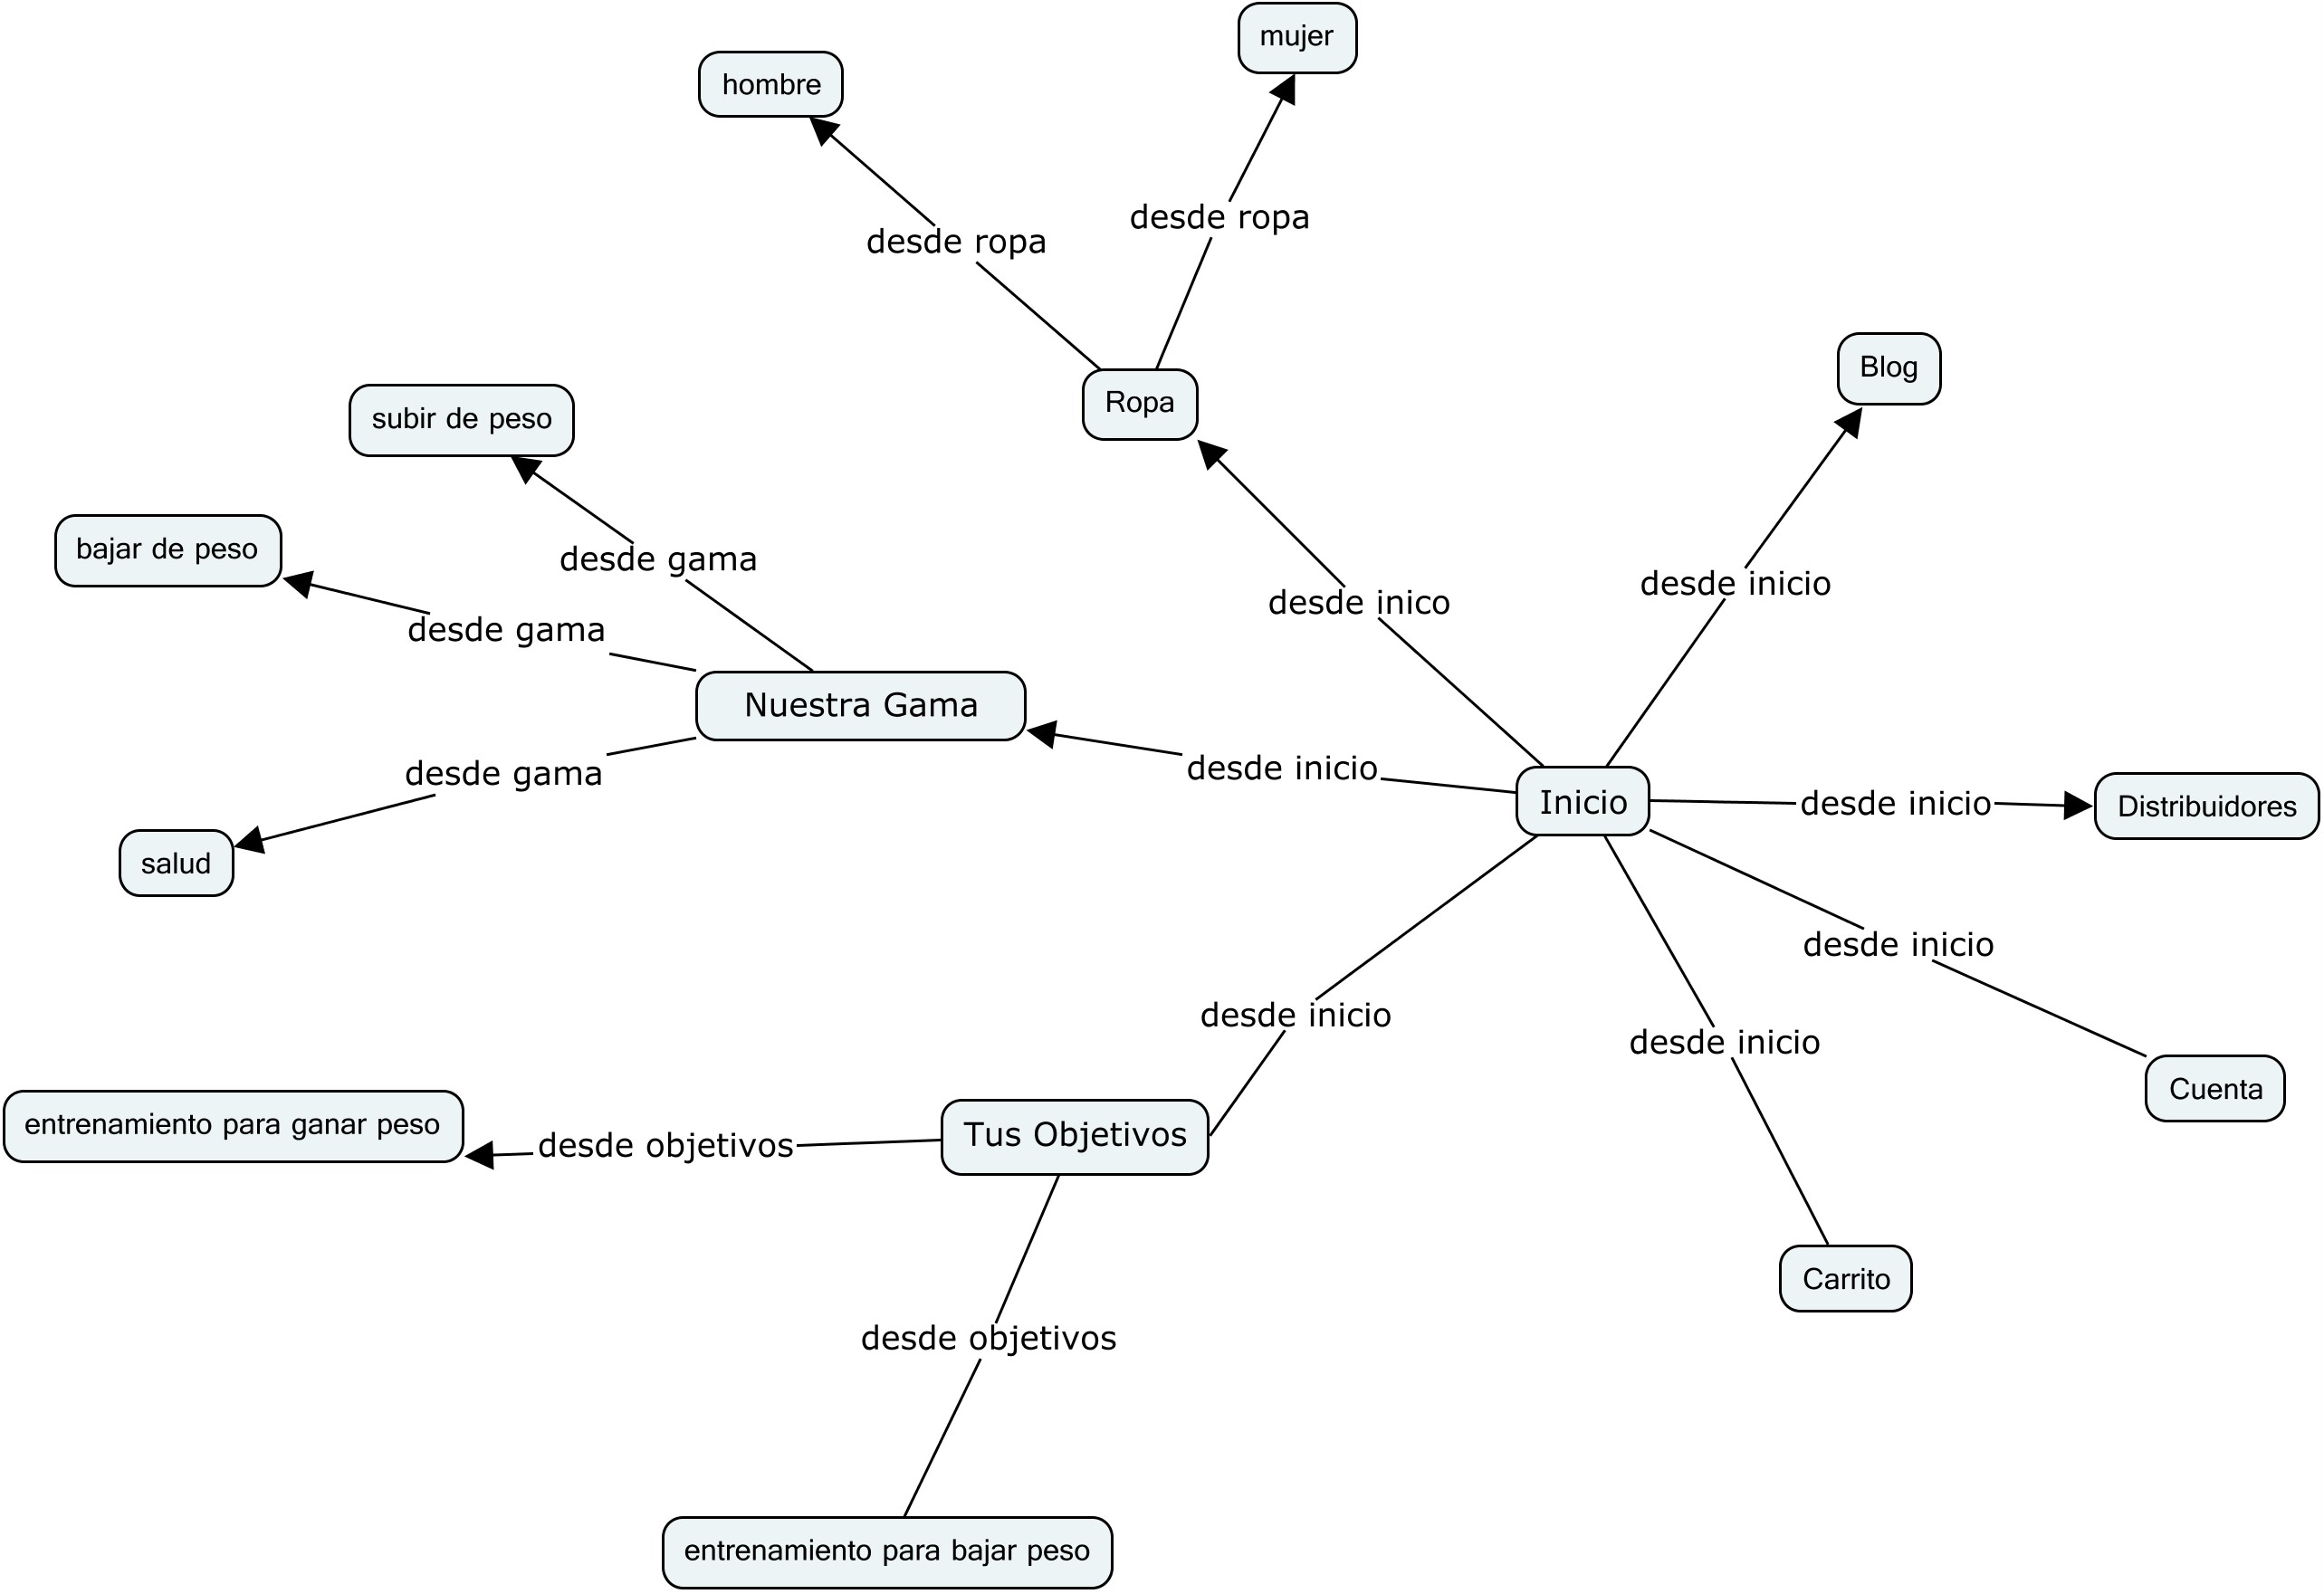 mujer
hombre
desde ropa
desde ropa
Blog
Ropa
subir de peso
bajar de peso
desde gama
desde inicio
desde inico
desde gama
Nuestra Gama
desde inicio
desde gama
Inicio
desde inicio
Distribuidores
salud
desde inicio
desde inicio
desde inicio
Cuenta
entrenamiento para ganar peso
desde objetivos
Tus Objetivos
Carrito
desde objetivos
entrenamiento para bajar peso